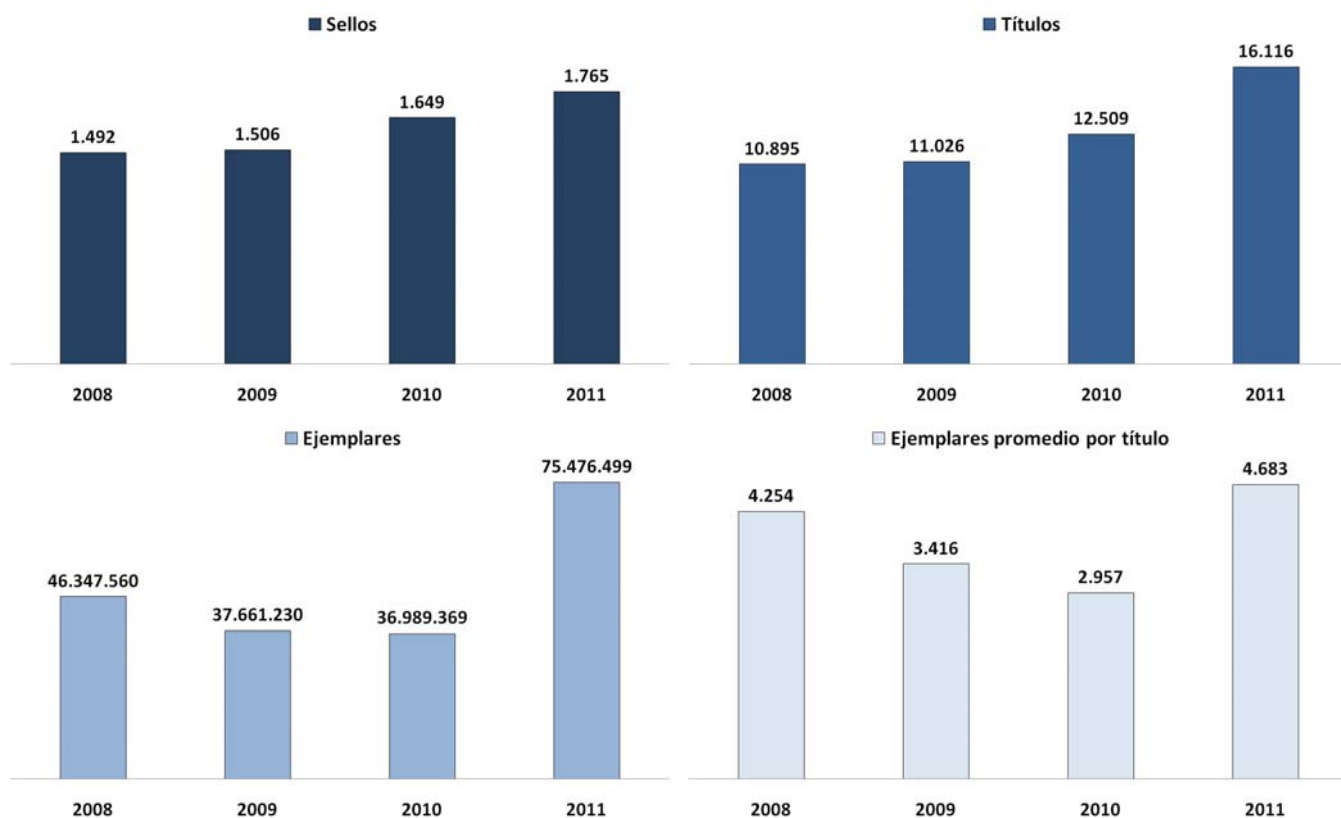 Sellos
1.492
1.506
1.649
1.765
2008 2009 2010 2011
Títulos
10.895
11.026
12.509
16.116
2008 2009 2010 2011
Ejemplares
46.347.560
37.661.230
36.989.369
75.476.499
2008 2009 2010 2011
Ejemplares promedio por título
4.254
3.416
2.957
4.683
2008 2009 2010 2011